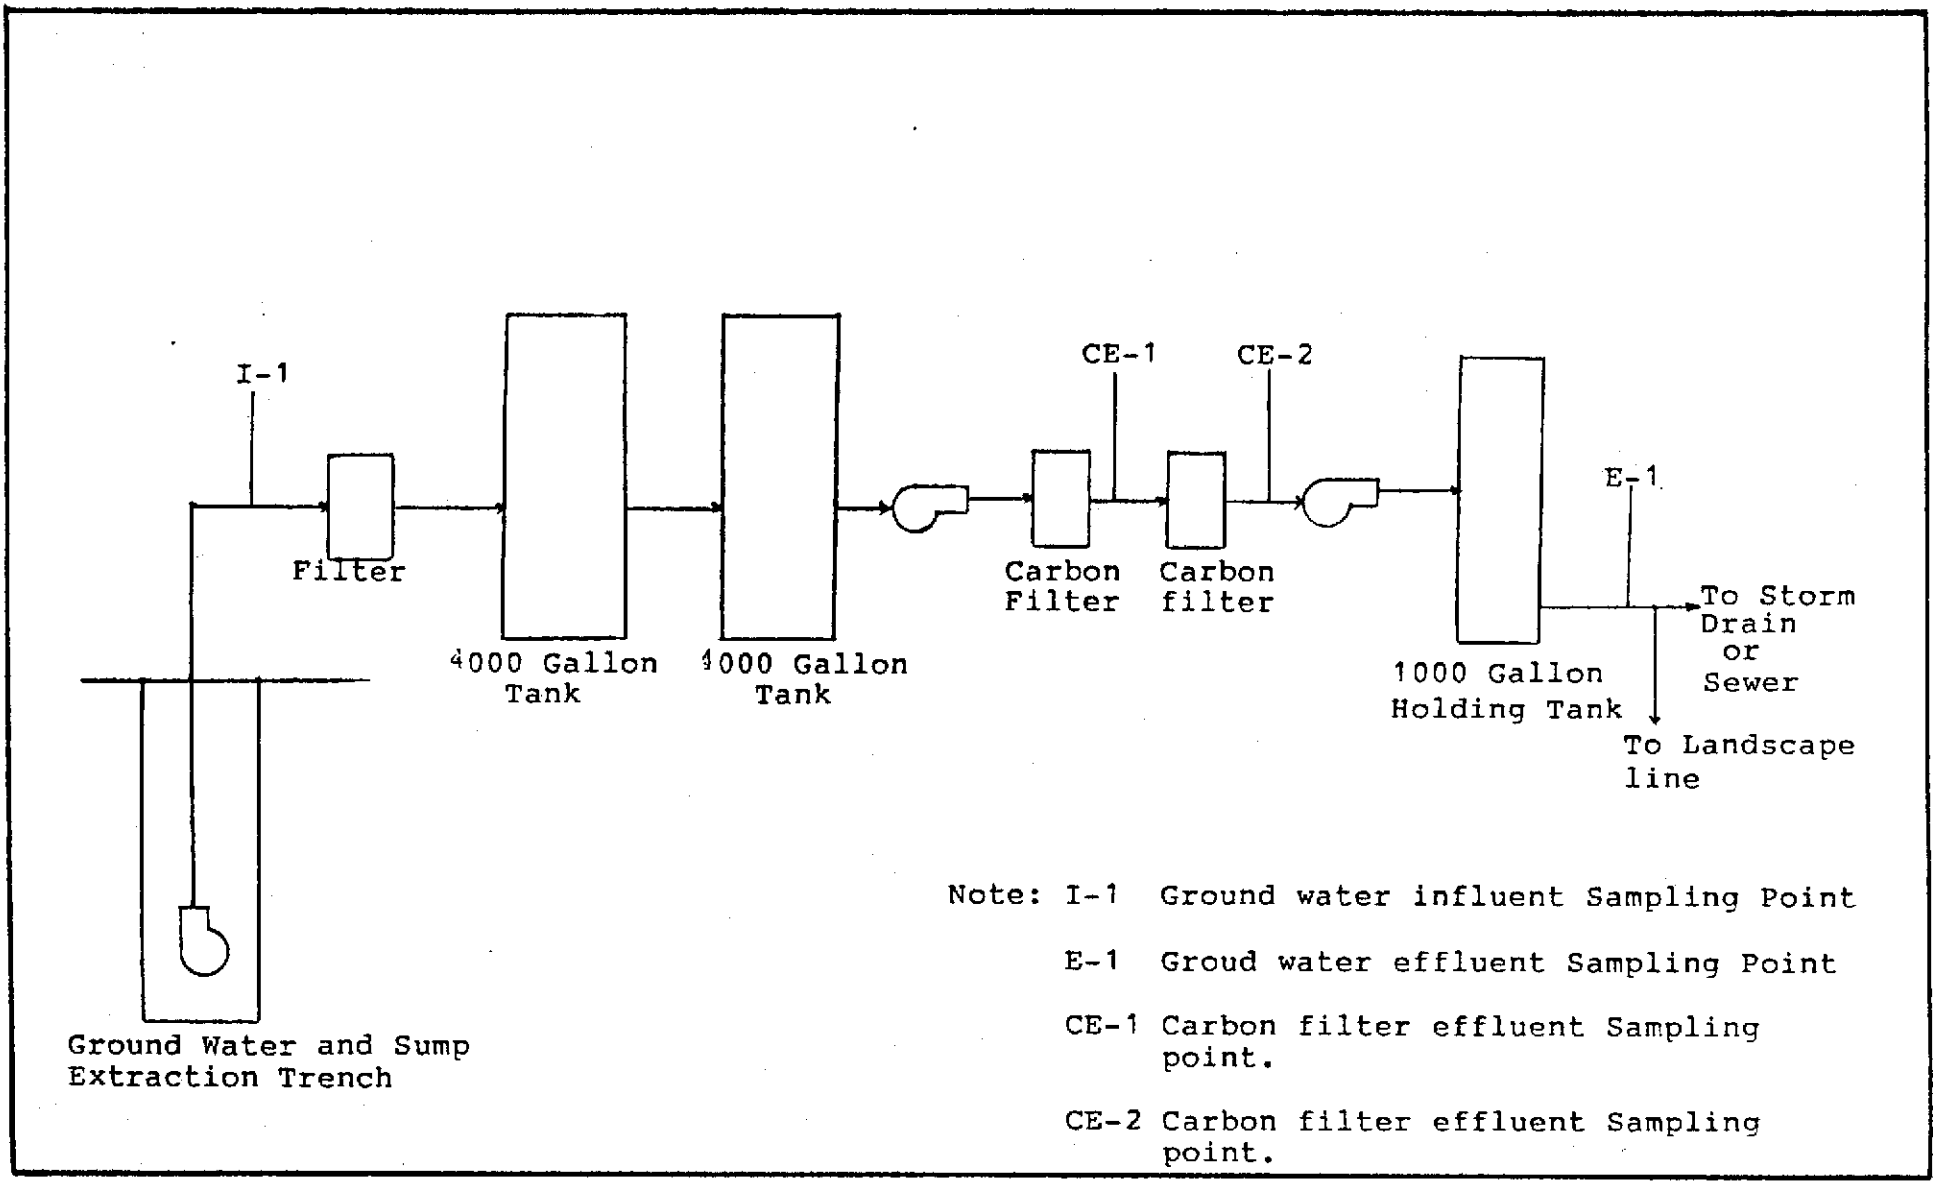 I-1
CE-1
CE-2
E-1
Filter
Carbon
Filter
Carbon
filter
4000 Gallon
Tank
4000 Gallon
Tank
1000 Gallon
Holding Tank
To Storm
Drain
or
Sewer
To Landscape
line
Ground Water and Sump
Extraction Trench
Note: I-1 Ground water influent Sampling Point
E-1 Groud water effluent Sampling Point
CE-1 Carbon filter effluent Sampling
point.
CE-2 Carbon filter effluent Sampling
point.